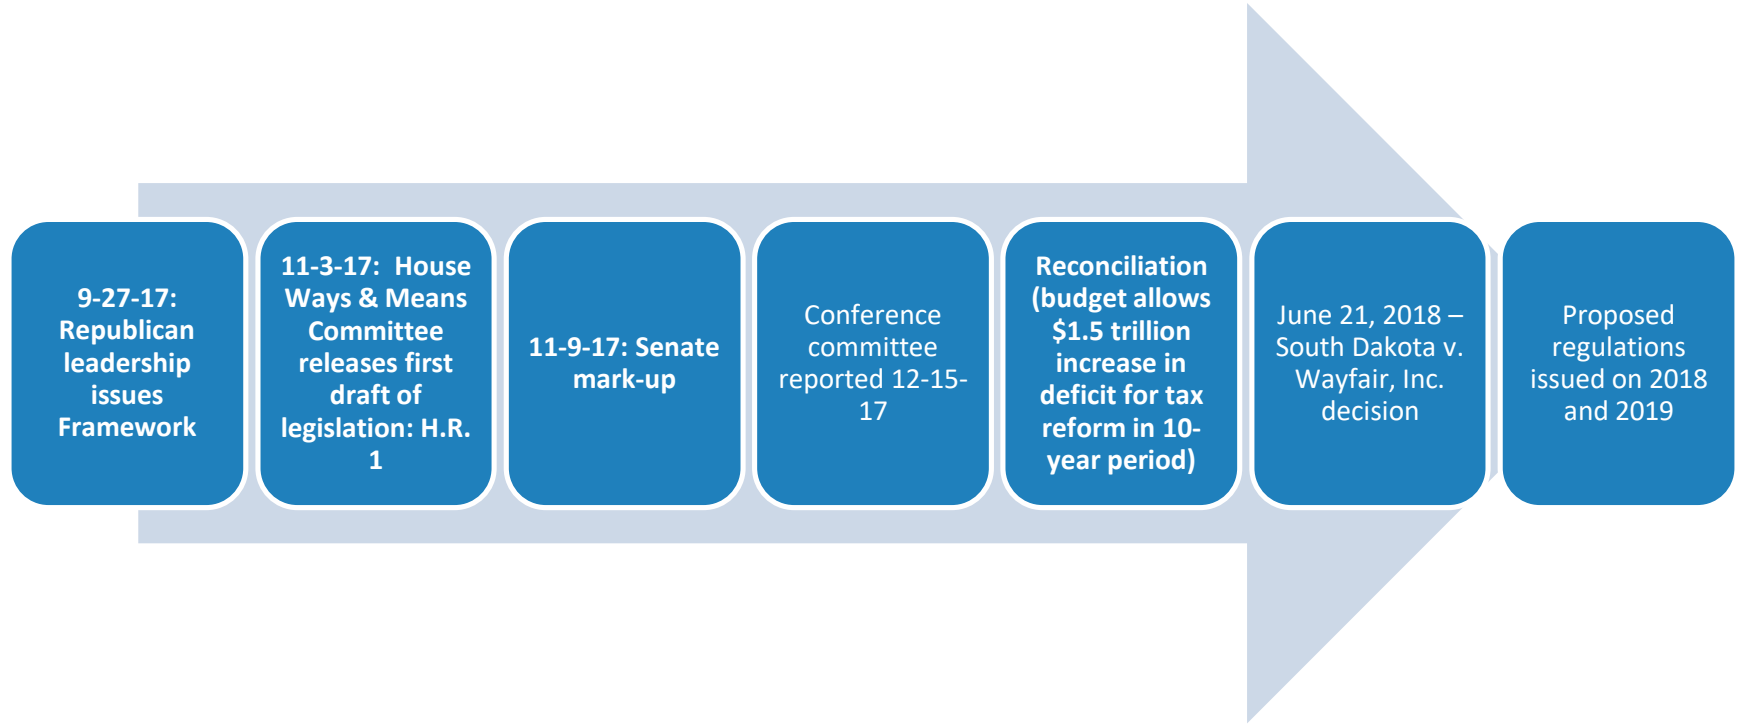 9-27-17:
Republican
leadership
issues
Framework
11-3-17:  House
Ways & Means
Committee
releases first
draft of
legislation: H.R.
1
11-9-17: Senate
mark-up
Conference
committee
reported 12-15-
17
Reconciliation
(budget allows
$1.5 trillion
increase in
deficit for tax
reform in 10-
year period)
June 21, 2018 –
South Dakota v.
Wayfair, Inc.
decision
Proposed
regulations
issued on 2018
and 2019